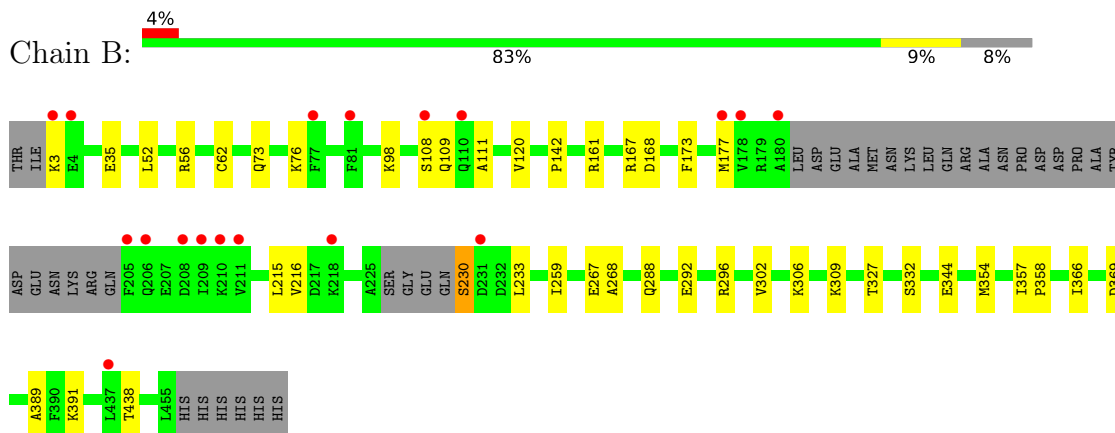 4%
Chain B:
83% 9% 8%
THR ILE K3 E4 E35 L52 R56 C62 Q73 K76 F77 F81 K98 S108 Q109 Q110 A111 V120 P142 R161 R167 D168 F173 M177 V178 R179 A180 LEU ASP GLU ALA MET ASN LYS LEU GLN ARG ALA ASN PRO ASP ASP PRO ALA TYR
ASP GLU ASN LYS ARG GLN F205 Q206 E207 D208 I209 K210 V211 L215 V216 D217 K218 A225 SER GLY GLU GLN S230 D231 D232 L233 I259 E267 A268 Q288 E292 R296 V302 K306 K309 T327 S332 E344 M354 I357 P358 I366 D369
A389 F390 K391 L437 T438 L455 HIS HIS HIS HIS HIS HIS